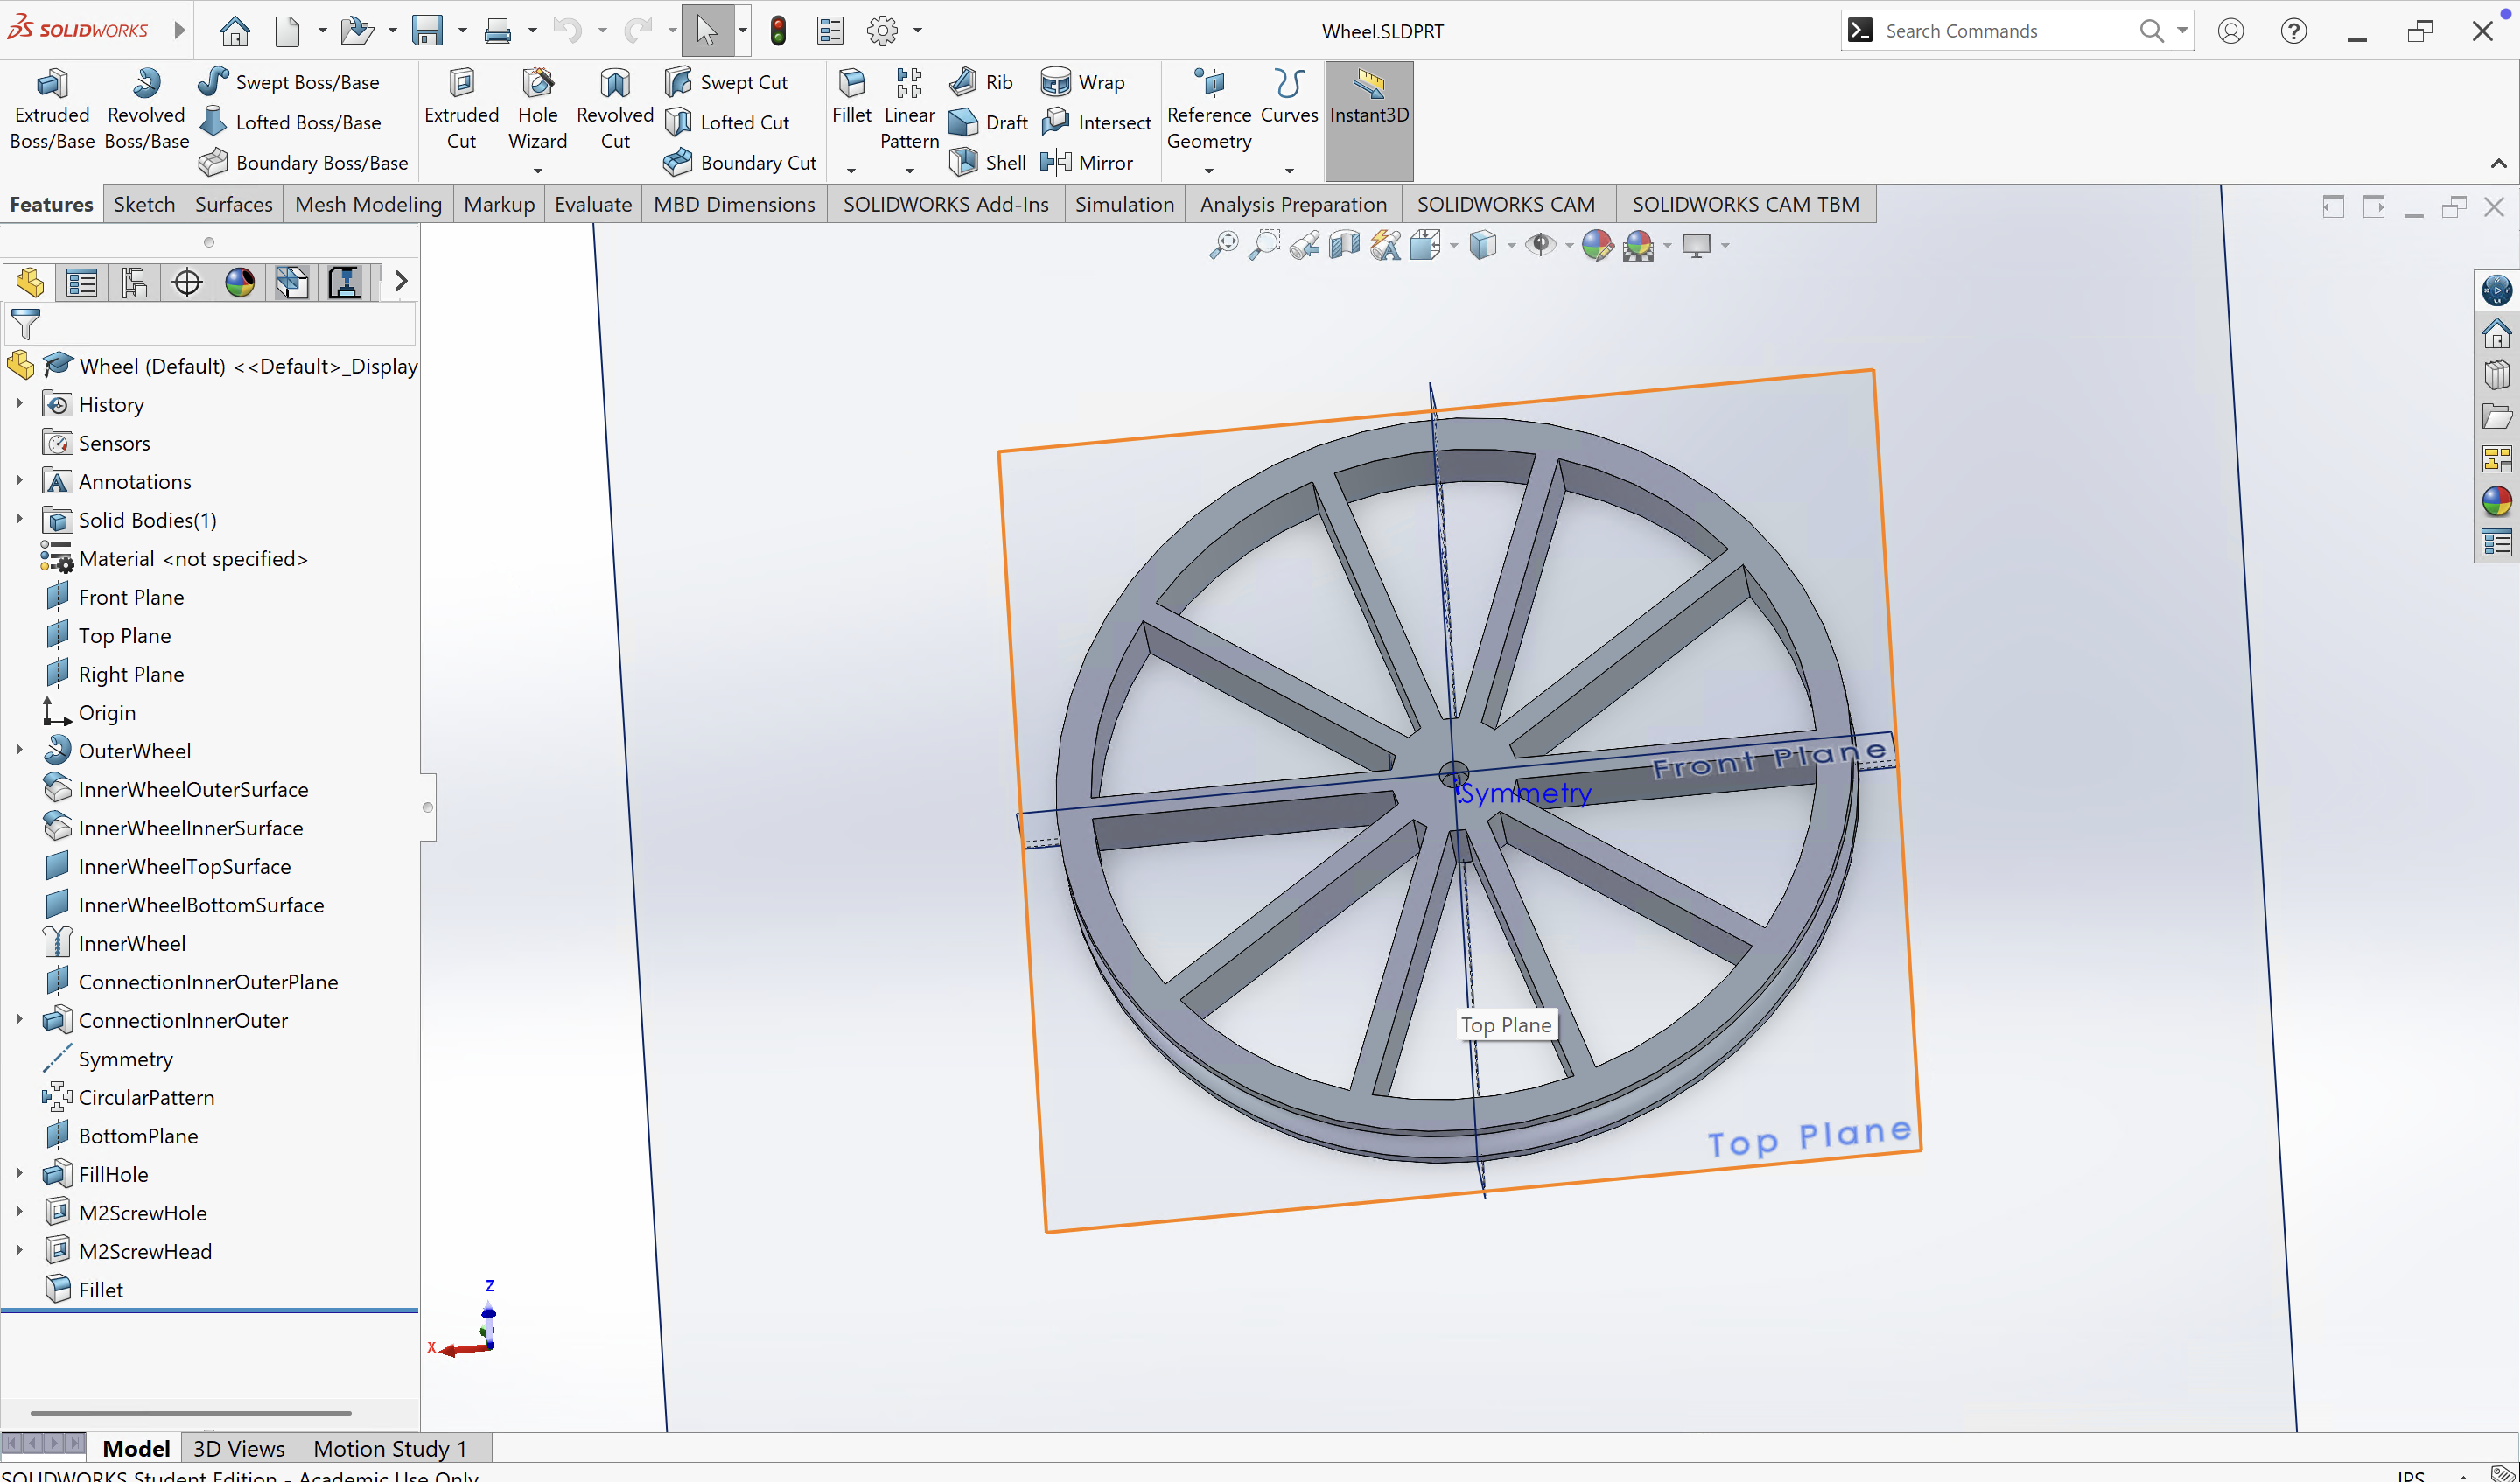 SOLIDWORKS
Wheel.SLDPRT
Search Commands
Extruded Boss/Base
Revolved Boss/Base
Swept Boss/Base
Lofted Boss/Base
Boundary Boss/Base
Extruded Cut
Hole Wizard
Revolved Cut
Swept Cut
Lofted Cut
Boundary Cut
Fillet
Linear Pattern
Rib
Draft
Shell
Wrap
Intersect
Mirror
Reference Geometry
Curves
Instant3D
Features
Sketch
Surfaces
Mesh Modeling
Markup
Evaluate
MBD Dimensions
SOLIDWORKS Add-Ins
Simulation
Analysis Preparation
SOLIDWORKS CAM
SOLIDWORKS CAM TBM
Wheel (Default) <<Default>_Display
History
Sensors
Annotations
Solid Bodies(1)
Material <not specified>
Front Plane
Top Plane
Right Plane
Origin
OuterWheel
InnerWheelOuterSurface
InnerWheelInnerSurface
InnerWheelTopSurface
InnerWheelBottomSurface
InnerWheel
ConnectionInnerOuterPlane
ConnectionInnerOuter
Symmetry
CircularPattern
BottomPlane
FillHole
M2ScrewHole
M2ScrewHead
Fillet
Front Plane
Symmetry
Top Plane
Top Plane
Z
X
Model
3D Views
Motion Study 1
SOLIDWORKS Student Edition - Academic Use Only
IPS